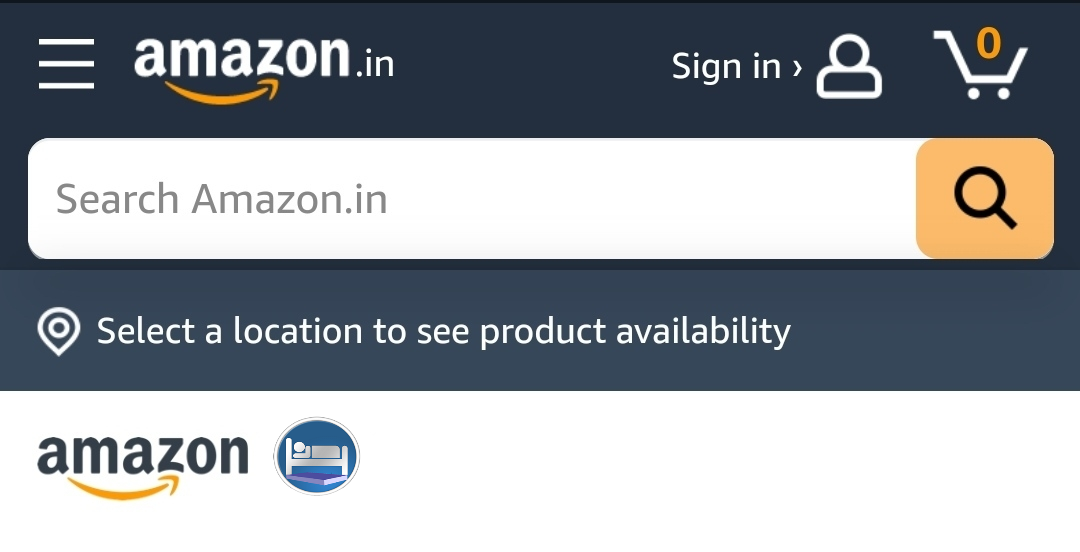 amazon.in
Sign in ›
0
Search Amazon.in
Select a location to see product availability
amazon